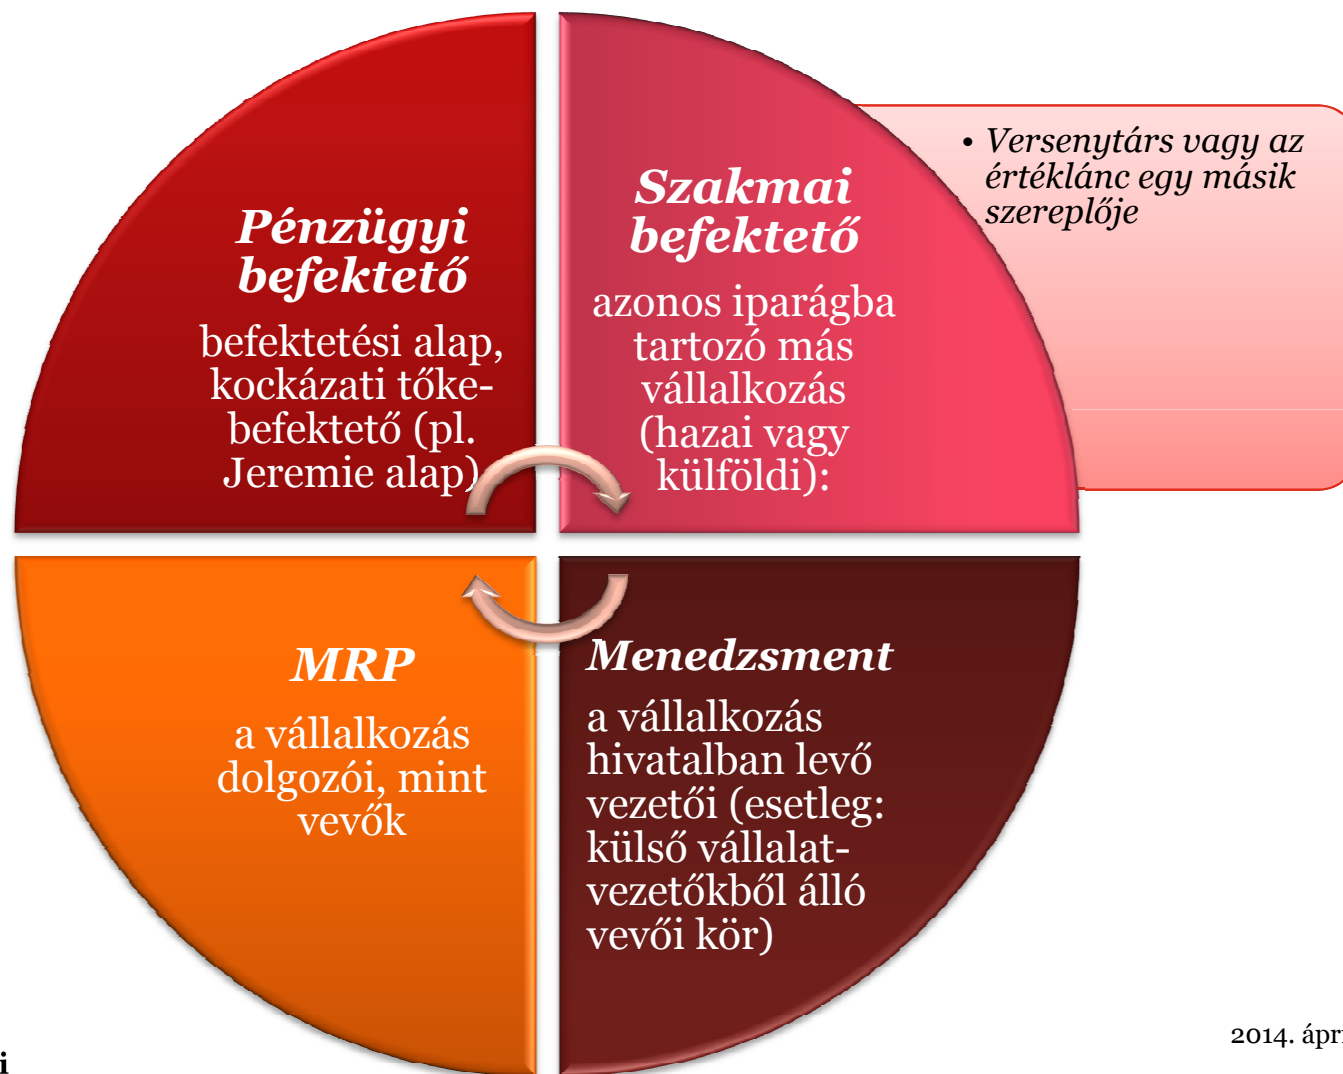 Pénzügyi
befektető
befektetési alap,
kockázati tőke-
befektető (pl.
Jeremie alap)
Szakmai
befektető
azonos iparágba
tartozó más
vállalkozás
(hazai vagy
külföldi):
• Versenytárs vagy az
értéklánc egy másik
szereplője
MRP
a vállalkozás
dolgozói, mint
vevők
Menedzsment
a vállalkozás
hivatalban levő
vezetői (esetleg:
külső vállalat-
vezetőkből álló
vevői kör)
2014. ápri
i